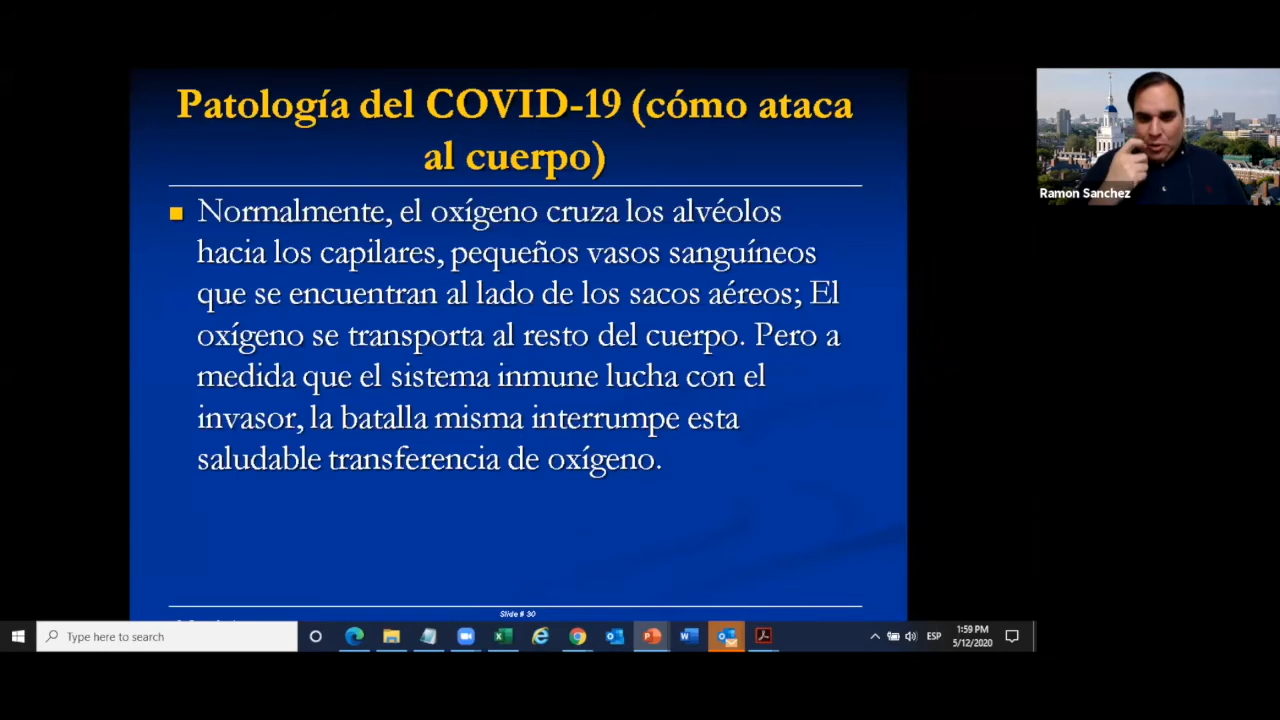 Patología del COVID-19 (cómo ataca
al cuerpo)
Normalmente, el oxígeno cruza los alvéolos
hacia los capilares, pequeños vasos sanguíneos
que se encuentran al lado de los sacos aéreos; El
oxígeno se transporta al resto del cuerpo. Pero a
medida que el sistema inmune lucha con el
invasor, la batalla misma interrumpe esta
saludable transferencia de oxígeno.
Slide # 30
Ramon Sanchez
Type here to search
ESP
1:59 PM
5/12/2020